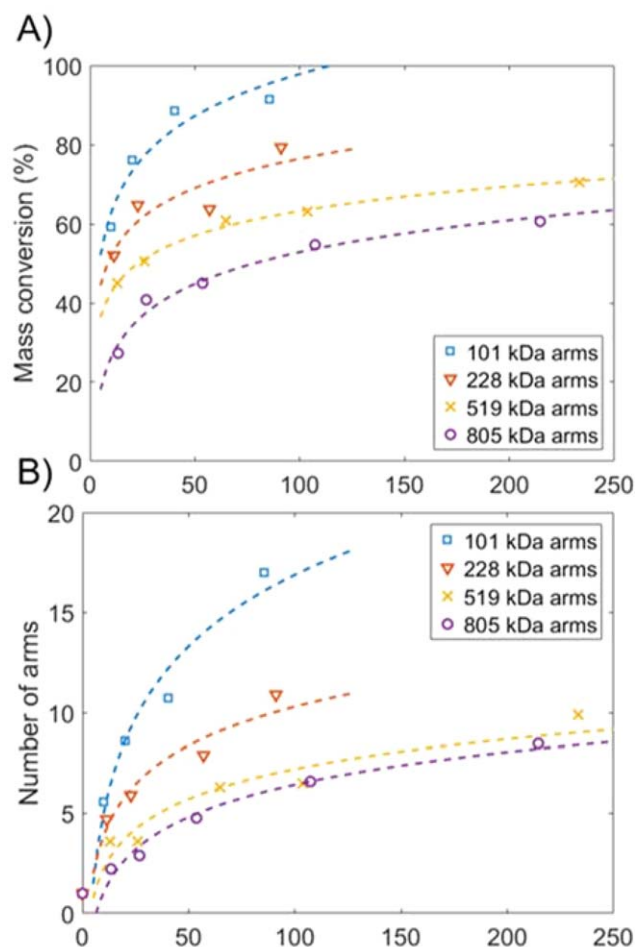 A)
100
80
60
40
20
0
Mass conversion (%)
101 kDa arms
228 kDa arms
519 kDa arms
805 kDa arms
0 50 100 150 200 250
B)
20
15
10
5
0
Number of arms
101 kDa arms
228 kDa arms
519 kDa arms
805 kDa arms
0 50 100 150 200 250